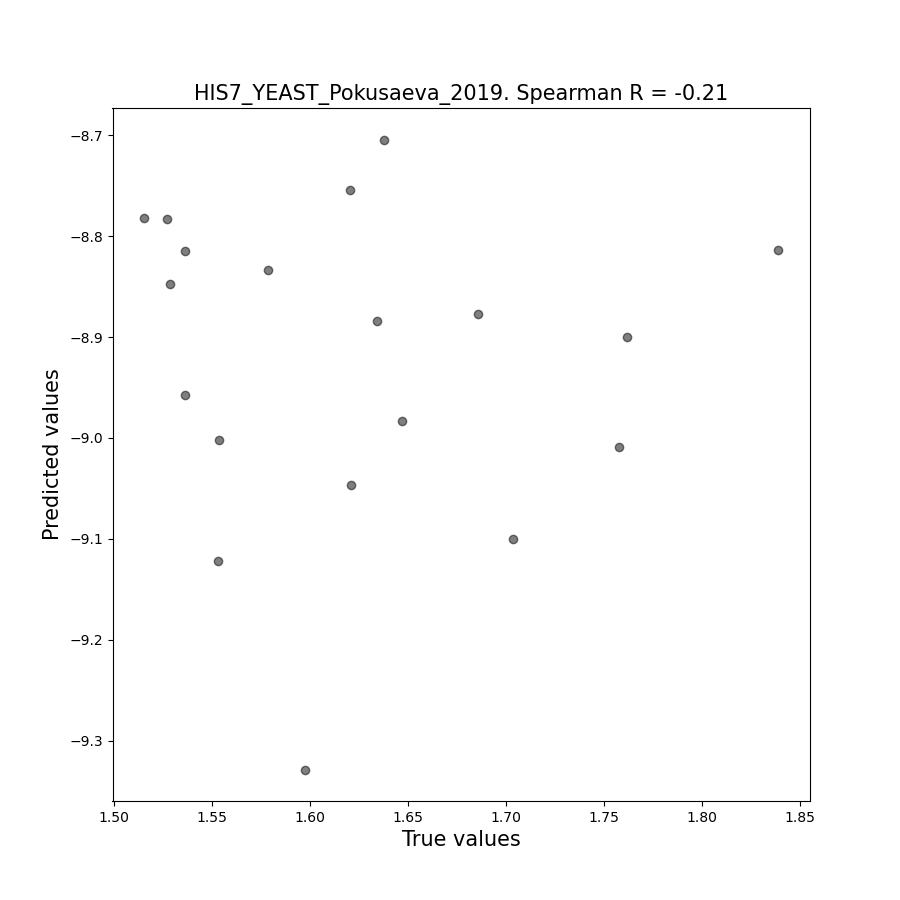 HIS7_YEAST_Pokusaeva_2019. Spearman R = -0.21
−8.7
−8.8
−8.9
−9.0
−9.1
−9.2
−9.3
Predicted values
1.50 1.55 1.60 1.65 1.70 1.75 1.80 1.85
True values